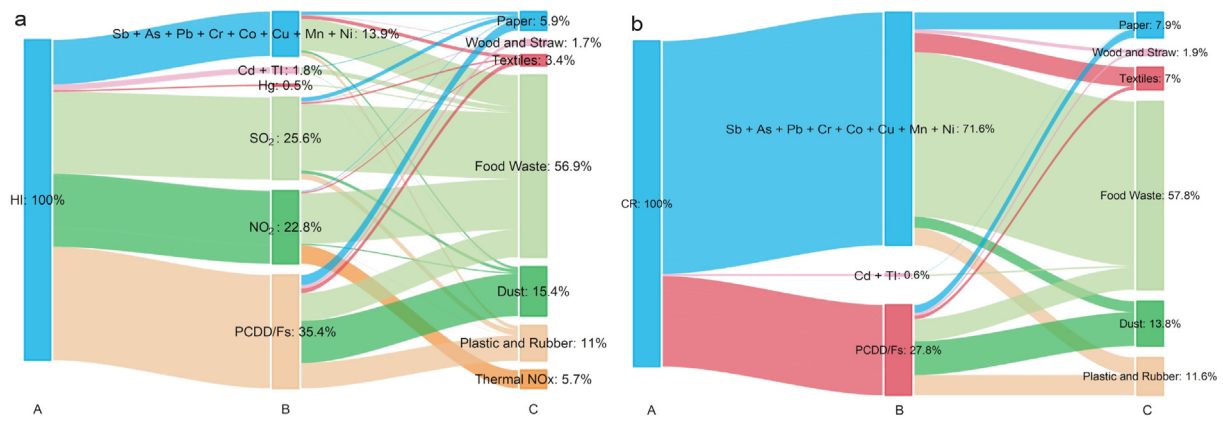 a
Paper: 5.9%
Sb + As + Pb + Cr + Co + Cu + Mn + Ni: 13.9%
Wood and Straw: 1.7%
Textiles: 3.4%
Cd + Tl: 1.8%
Hg: 0.5%
SO₂: 25.6%
Food Waste: 56.9%
HI: 100%
NO₂: 22.8%
Dust: 15.4%
PCDD/Fs: 35.4%
Plastic and Rubber: 11%
Thermal NOx: 5.7%
A
B
C
b
Paper: 7.9%
Wood and Straw: 1.9%
Textiles: 7%
Sb + As + Pb + Cr + Co + Cu + Mn + Ni: 71.6%
Food Waste: 57.8%
CR: 100%
Cd + Tl: 0.6%
Dust: 13.8%
PCDD/Fs: 27.8%
Plastic and Rubber: 11.6%
A
B
C